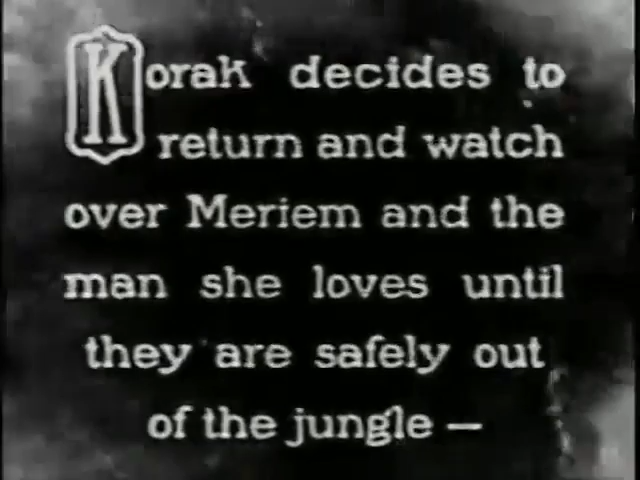 Korak decides to
return and watch
over Meriem and the
man she loves until
they are safely out
of the jungle —